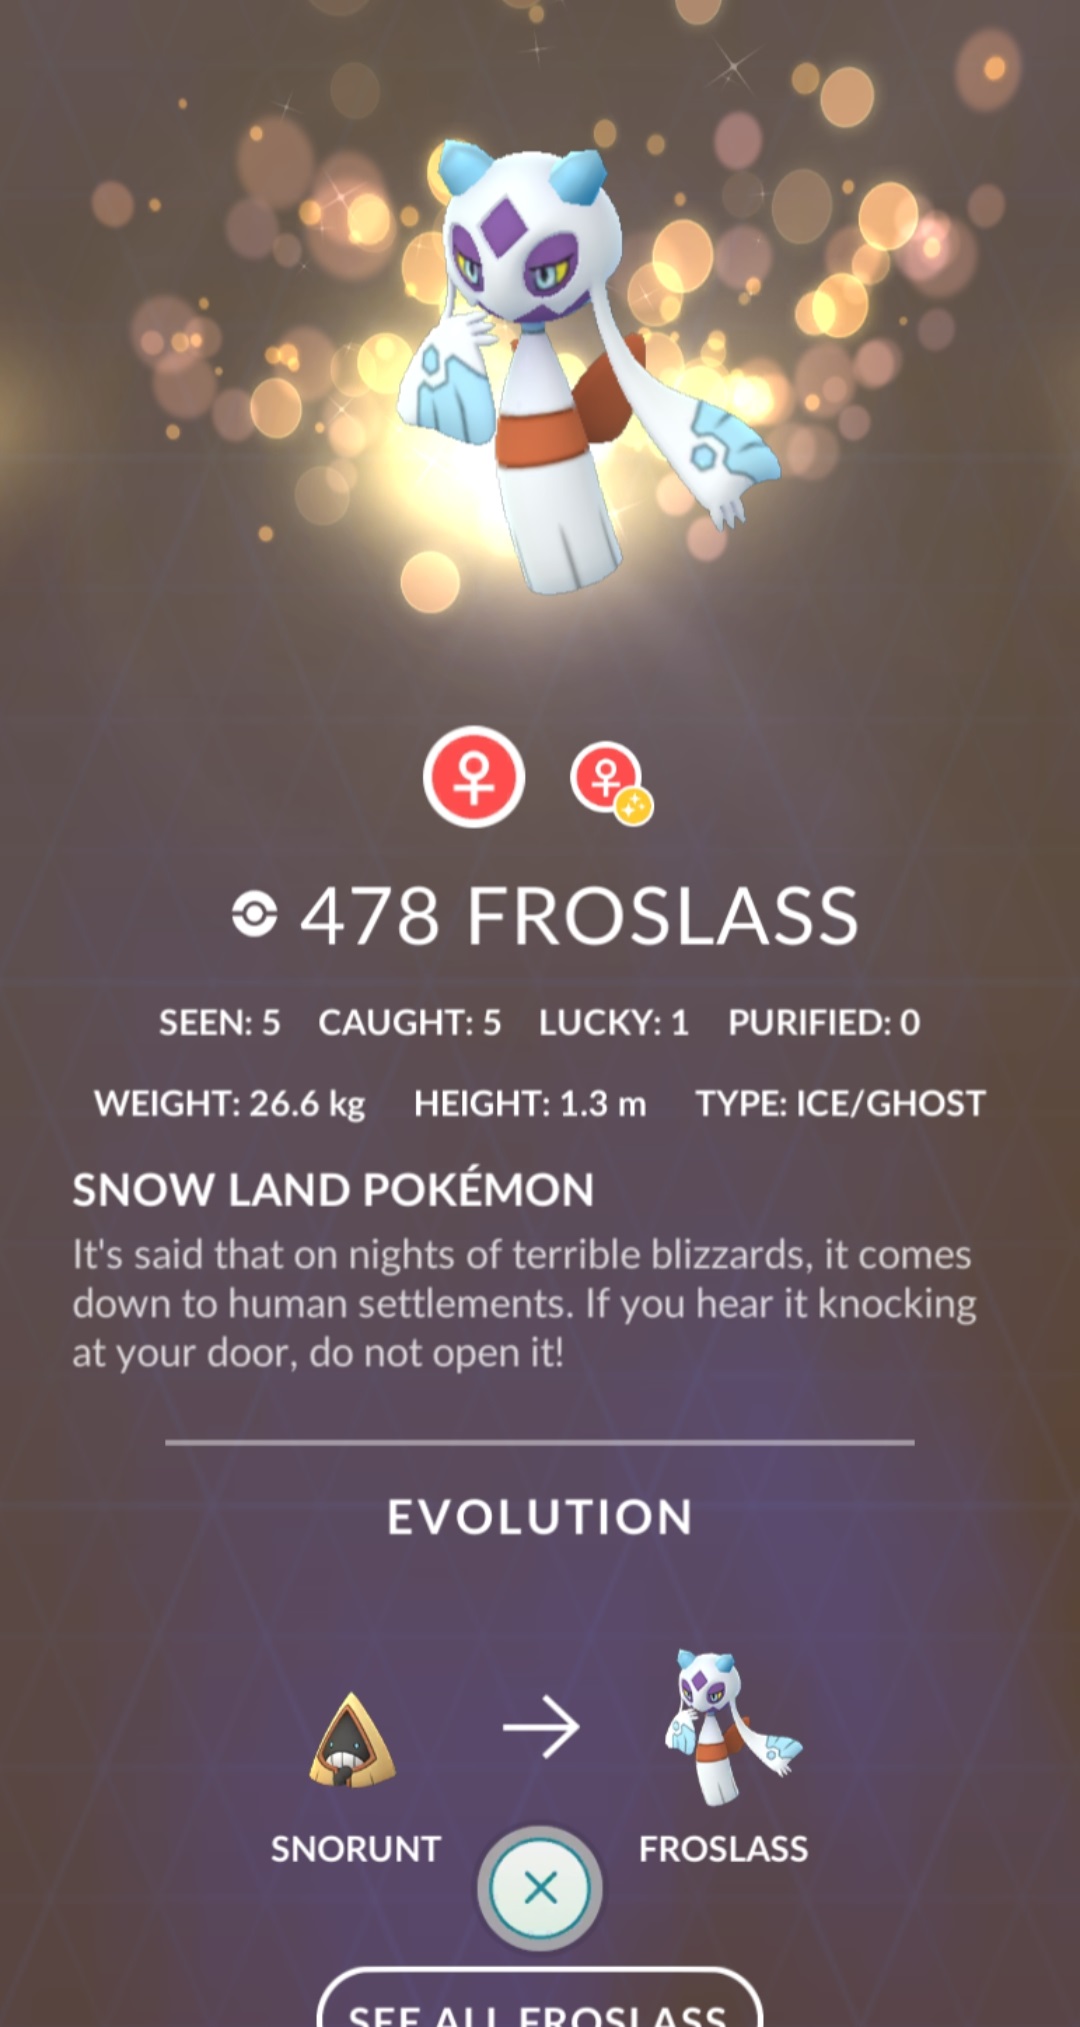 478 FROSLASS
SEEN: 5 CAUGHT: 5 LUCKY: 1 PURIFIED: 0
WEIGHT: 26.6 kg HEIGHT: 1.3 m TYPE: ICE/GHOST
SNOW LAND POKÉMON
It's said that on nights of terrible blizzards, it comes
down to human settlements. If you hear it knocking
at your door, do not open it!
EVOLUTION
SNORUNT FROSLASS
SEE ALL FROSLASS